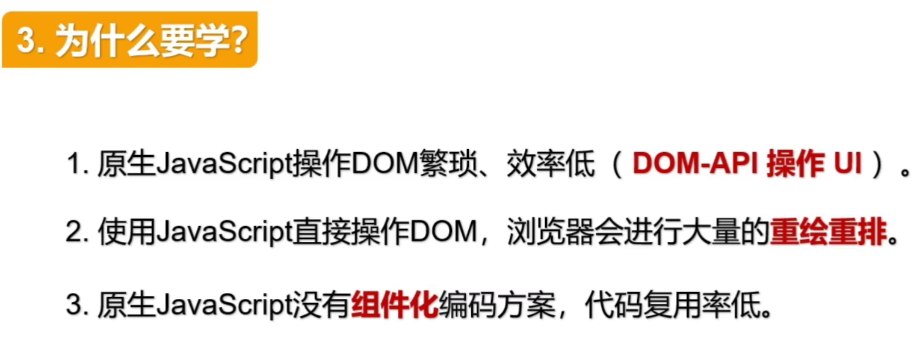 3. 为什么要学?
1. 原生JavaScript操作DOM繁琐、效率低（ DOM-API 操作 UI ）。
2. 使用JavaScript直接操作DOM，浏览器会进行大量的重绘重排。
3. 原生JavaScript没有组件化编码方案，代码复用率低。